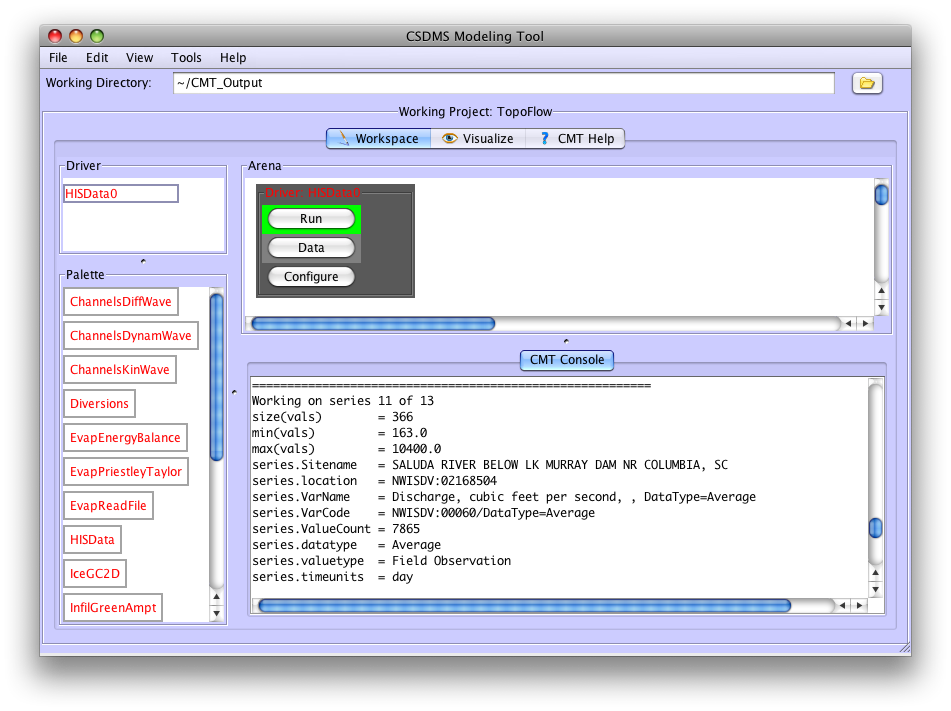 CSDMS Modeling Tool
File Edit View Tools Help
Working Directory: ~/CMT_Output
Working Project: TopoFlow
Workspace Visualize ? CMT Help
Driver
HISData0
Arena
Driver: HISData0
Run
Data
Configure
Palette
ChannelsDiffWave
ChannelsDynamWave
ChannelsKinWave
Diversions
EvapEnergyBalance
EvapPriestleyTaylor
EvapReadFile
HISData
IceGC2D
InfilGreenAmpt
CMT Console
=========================================================
Working on series 11 of 13
size(vals) = 366
min(vals) = 163.0
max(vals) = 10400.0
series.Sitename = SALUDA RIVER BELOW LK MURRAY DAM NR COLUMBIA, SC
series.location = NWISDV:02168504
series.VarName = Discharge, cubic feet per second, , DataType=Average
series.VarCode = NWISDV:00060/DataType=Average
series.ValueCount = 7865
series.datatype = Average
series.valuetype = Field Observation
series.timeunits = day